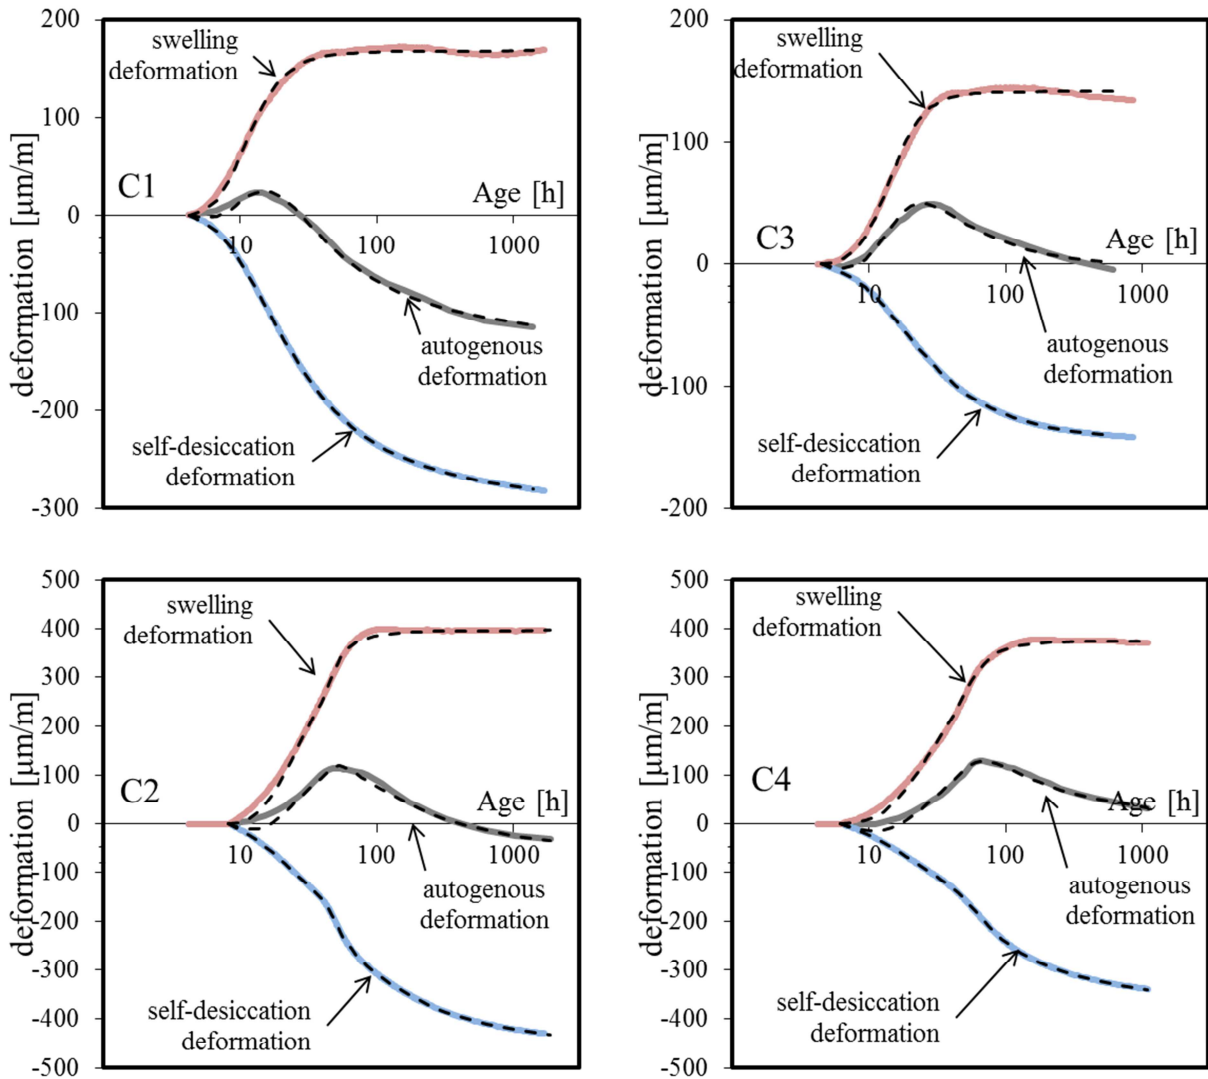 200
100
0
-100
-200
-300
deformation [µm/m]
swelling
deformation
C1
Age [h]
10
100
1000
autogenous
deformation
self-desiccation
deformation
200
100
0
-100
-200
deformation [µm/m]
swelling
deformation
C3
Age [h]
10
100
1000
autogenous
deformation
self-desiccation
deformation
500
400
300
200
100
0
-100
-200
-300
-400
-500
deformation [µm/m]
swelling
deformation
C2
Age [h]
10
100
1000
autogenous
deformation
self-desiccation
deformation
500
400
300
200
100
0
-100
-200
-300
-400
-500
deformation [µm/m]
swelling
deformation
C4
Age [h]
10
100
1000
autogenous
deformation
self-desiccation
deformation